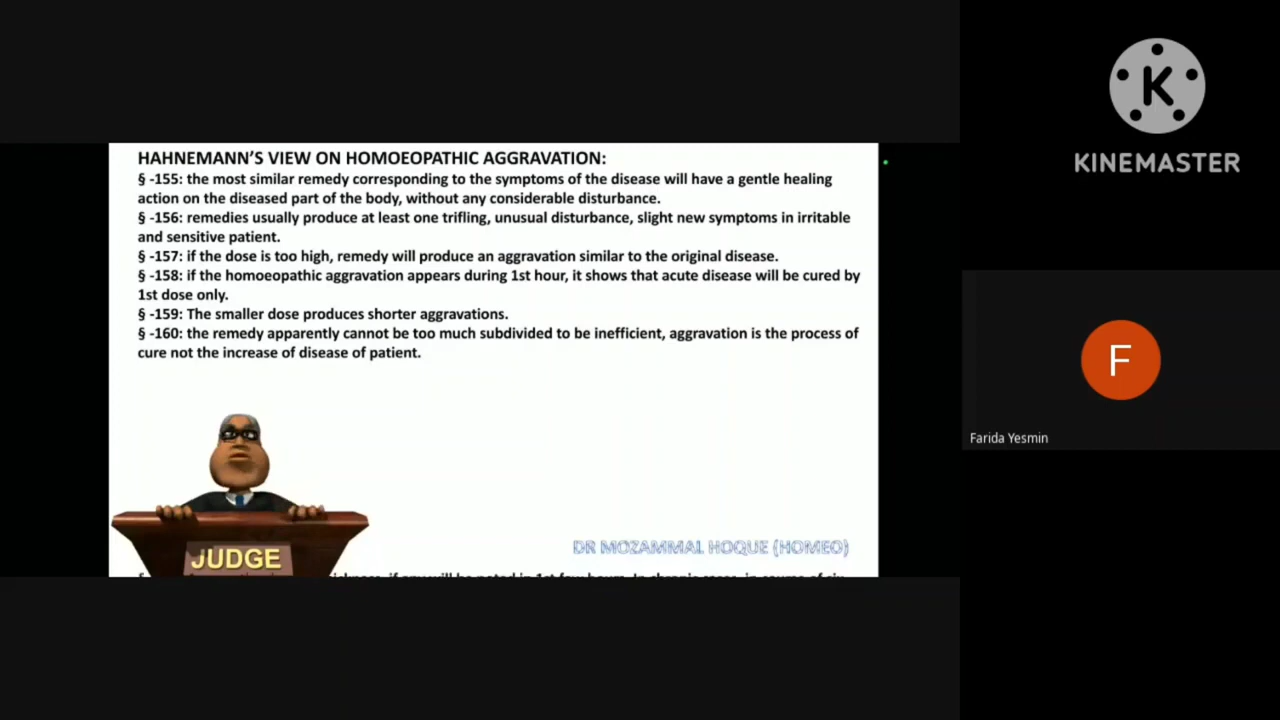 HAHNEMANN'S VIEW ON HOMOEOPATHIC AGGRAVATION:
§ -155: the most similar remedy corresponding to the symptoms of the disease will have a gentle healing
action on the diseased part of the body, without any considerable disturbance.
§ -156: remedies usually produce at least one trifling, unusual disturbance, slight new symptoms in irritable
and sensitive patient.
§ -157: if the dose is too high, remedy will produce an aggravation similar to the original disease.
§ -158: if the homoeopathic aggravation appears during 1st hour, it shows that acute disease will be cured by
1st dose only.
§ -159: The smaller dose produces shorter aggravations.
§ -160: the remedy apparently cannot be too much subdivided to be inefficient, aggravation is the process of
cure not the increase of disease of patient.
JUDGE
DR MOZAMMAL HOQUE (HOMEO)
K
KINEMASTER
F
Farida Yesmin